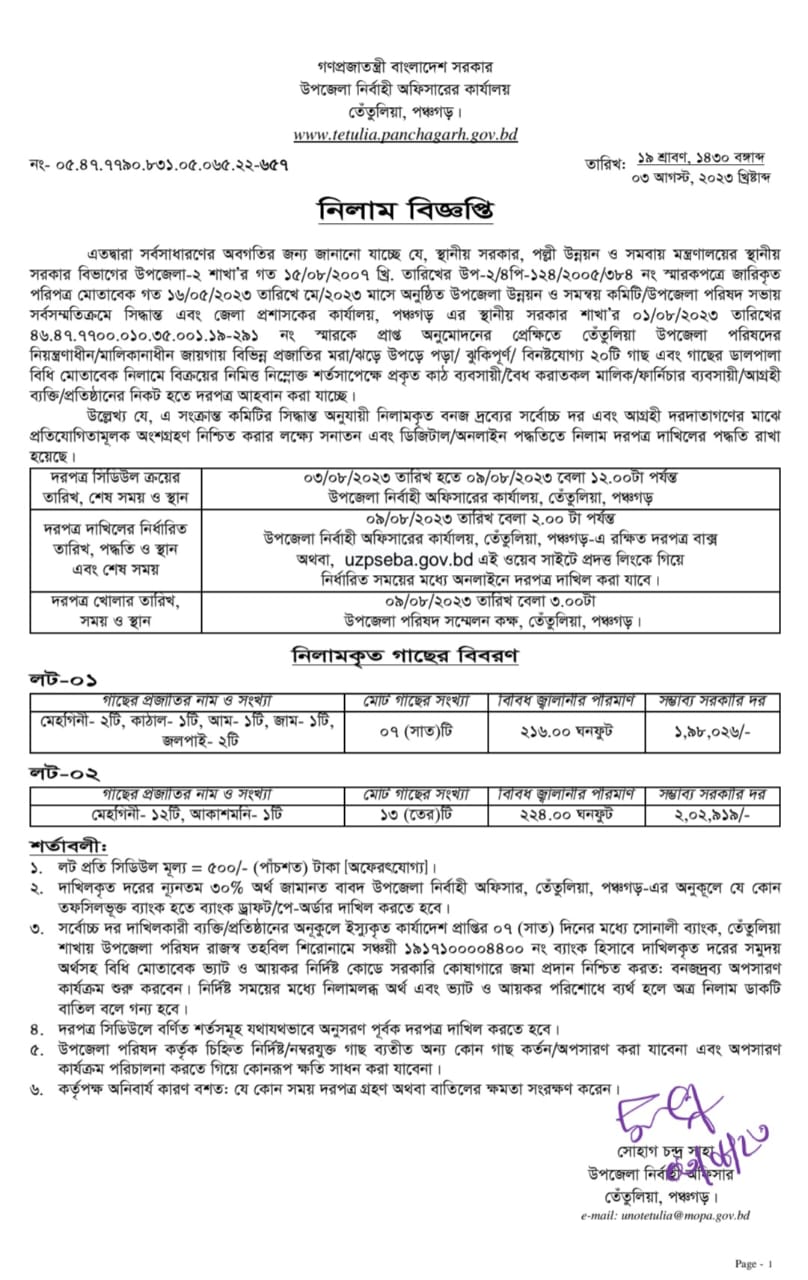 গণপ্রজাতন্ত্রী বাংলাদেশ সরকার
উপজেলা নির্বাহী অফিসারের কার্যালয়
তেঁতুলিয়া, পঞ্চগড়।
www.tetulia.panchagarh.gov.bd
নং- ০৫.৪৭.৭৭৯০.৮৩১.০৫.০৬৫.২২-৬৫৭
তারিখ: ১৯ শ্রাবণ, ১৪৩০ বঙ্গাব্দ
০৩ আগস্ট, ২০২৩ খ্রিষ্টাব্দ
নিলাম বিজ্ঞপ্তি
এতদ্বারা সর্বসাধারণের অবগতির জন্য জানানো যাচ্ছে যে, স্থানীয় সরকার, পল্লী উন্নয়ন ও সমবায় মন্ত্রণালয়ের স্থানীয়
সরকার বিভাগের উপজেলা-২ শাখা'র গত ১৫/০৮/২০০৭ খ্রি. তারিখের উপ-২/৪পি-১২৪/২০০৫/৩৮৪ নং স্মারকপত্রে জারিকৃত
পরিপত্র মোতাবেক গত ১৬/০৫/২০২৩ তারিখে মে/২০২৩ মাসে অনুষ্ঠিত উপজেলা উন্নয়ন ও সমন্বয় কমিটি/উপজেলা পরিষদ সভায়
সর্বসম্মতিক্রমে সিদ্ধান্ত এবং জেলা প্রশাসকের কার্যালয়, পঞ্চগড় এর স্থানীয় সরকার শাখা'র ০১/০৮/২০২৩ তারিখের
৪৬.৪৭.৭৭০০.০১০.৩৫.০০১.১৯-২৯১ নং স্মারকে প্রাপ্ত অনুমোদনের প্রেক্ষিতে তেঁতুলিয়া উপজেলা পরিষদের
নিয়ন্ত্রণাধীন/মালিকানাধীন জায়গায় বিভিন্ন প্রজাতির মরা/ঝড়ে উপড়ে পড়া/ ঝুকিপূর্ণ/ বিনষ্টযোগ্য ২০টি গাছ এবং গাছের ডালপালা
বিধি মোতাবেক নিলামে বিক্রয়ের নিমিত্ত নিম্নোক্ত শর্তসাপেক্ষে প্রকৃত কাঠ ব্যবসায়ী/বৈধ করাতকল মালিক/ফার্নিচার ব্যবসায়ী/আগ্রহী
ব্যক্তি/প্রতিষ্ঠানের নিকট হতে দরপত্র আহবান করা যাচ্ছে।
উল্লেখ্য যে, এ সংক্রান্ত কমিটির সিদ্ধান্ত অনুযায়ী নিলামকৃত বনজ দ্রব্যের সর্বোচ্চ দর এবং আগ্রহী দরদাতাগণের মাঝে
প্রতিযোগিতামূলক অংশগ্রহণ নিশ্চিত করার লক্ষ্যে সনাতন এবং ডিজিটাল/অনলাইন পদ্ধতিতে নিলাম দরপত্র দাখিলের পদ্ধতি রাখা
হয়েছে।
দরপত্র সিডিউল ক্রয়ের
তারিখ, শেষ সময় ও স্থান
০৩/০৮/২০২৩ তারিখ হতে ০৯/০৮/২০২৩ বেলা ১২.০০টা পর্যন্ত
উপজেলা নির্বাহী অফিসারের কার্যালয়, তেঁতুলিয়া, পঞ্চগড়
দরপত্র দাখিলের নির্ধারিত
তারিখ, পদ্ধতি ও স্থান
এবং শেষ সময়
০৯/০৮/২০২৩ তারিখ বেলা ২.০০ টা পর্যন্ত
উপজেলা নির্বাহী অফিসারের কার্যালয়, তেঁতুলিয়া, পঞ্চগড়-এ রক্ষিত দরপত্র বাক্স
অথবা, uzpseba.gov.bd এই ওয়েব সাইটে প্রদত্ত লিংকে গিয়ে
নির্ধারিত সময়ের মধ্যে অনলাইনে দরপত্র দাখিল করা যাবে।
দরপত্র খোলার তারিখ,
সময় ও স্থান
০৯/০৮/২০২৩ তারিখ বেলা ৩.০০টা
উপজেলা পরিষদ সম্মেলন কক্ষ, তেঁতুলিয়া, পঞ্চগড়।
নিলামকৃত গাছের বিবরণ
লট-০১
গাছের প্রজাতির নাম ও সংখ্যা মোট গাছের সংখ্যা বিবিধ জ্বালানীর পরিমাণ সম্ভাব্য সরকারি দর
মেহগিনী- ২টি, কাঠাল- ১টি, আম- ১টি, জাম- ১টি,
জলপাই- ২টি
০৭ (সাত)টি ২১৬.০০ ঘনফুট ১,৯৮,০২৬/-
লট-০২
গাছের প্রজাতির নাম ও সংখ্যা মোট গাছের সংখ্যা বিবিধ জ্বালানীর পরিমাণ সম্ভাব্য সরকারি দর
মেহগিনী- ১২টি, আকাশমনি- ১টি ১৩ (তের)টি ২২৪.০০ ঘনফুট ২,০২,৯১৯/-
শর্তাবলী:
১. লট প্রতি সিডিউল মূল্য = ৫০০/- (পাঁচশত) টাকা [অফেরৎযোগ্য]।
২. দাখিলকৃত দরের ন্যূনতম ৩০% অর্থ জামানত বাবদ উপজেলা নির্বাহী অফিসার, তেঁতুলিয়া, পঞ্চগড়-এর অনুকূলে যে কোন
তফসিলভূক্ত ব্যাংক হতে ব্যাংক ড্রাফট/পে-অর্ডার দাখিল করতে হবে।
৩. সর্বোচ্চ দর দাখিলকারী ব্যক্তি/প্রতিষ্ঠানের অনূকূলে ইস্যুকৃত কার্যাদেশ প্রাপ্তির ০৭ (সাত) দিনের মধ্যে সোনালী ব্যাংক, তেঁতুলিয়া
শাখায় উপজেলা পরিষদ রাজস্ব তহবিল শিরোনামে সঞ্চয়ী ১৯১৭১০০০০৪৪০০ নং ব্যাংক হিসাবে দাখিলকৃত দরের সমুদয়
অর্থসহ বিধি মোতাবেক ভ্যাট ও আয়কর নির্দিষ্ট কোডে সরকারি কোষাগারে জমা প্রদান নিশ্চিত করত: বনজদ্রব্য অপসারণ
কার্যক্রম শুরু করবেন। নির্দিষ্ট সময়ের মধ্যে নিলামলব্ধ অর্থ এবং ভ্যাট ও আয়কর পরিশোধে ব্যর্থ হলে অত্র নিলাম ডাকটি
বাতিল বলে গন্য হবে।
৪. দরপত্র সিডিউলে বর্ণিত শর্তসমূহ যথাযথভাবে অনুসরণ পূর্বক দরপত্র দাখিল করতে হবে।
৫. উপজেলা পরিষদ কর্তৃক চিহ্নিত নির্দিষ্ট/নম্বরযুক্ত গাছ ব্যতীত অন্য কোন গাছ কর্তন/অপসারণ করা যাবেনা এবং অপসারণ
কার্যক্রম পরিচালনা করতে গিয়ে কোনরূপ ক্ষতি সাধন করা যাবেনা।
৬. কর্তৃপক্ষ অনিবার্য কারণ বশত: যে কোন সময় দরপত্র গ্রহণ অথবা বাতিলের ক্ষমতা সংরক্ষণ করেন।
সোহাগ চন্দ্র সাহা
উপজেলা নির্বাহী অফিসার
তেঁতুলিয়া, পঞ্চগড়।
e-mail: unotetulia@mopa.gov.bd
Page - 1